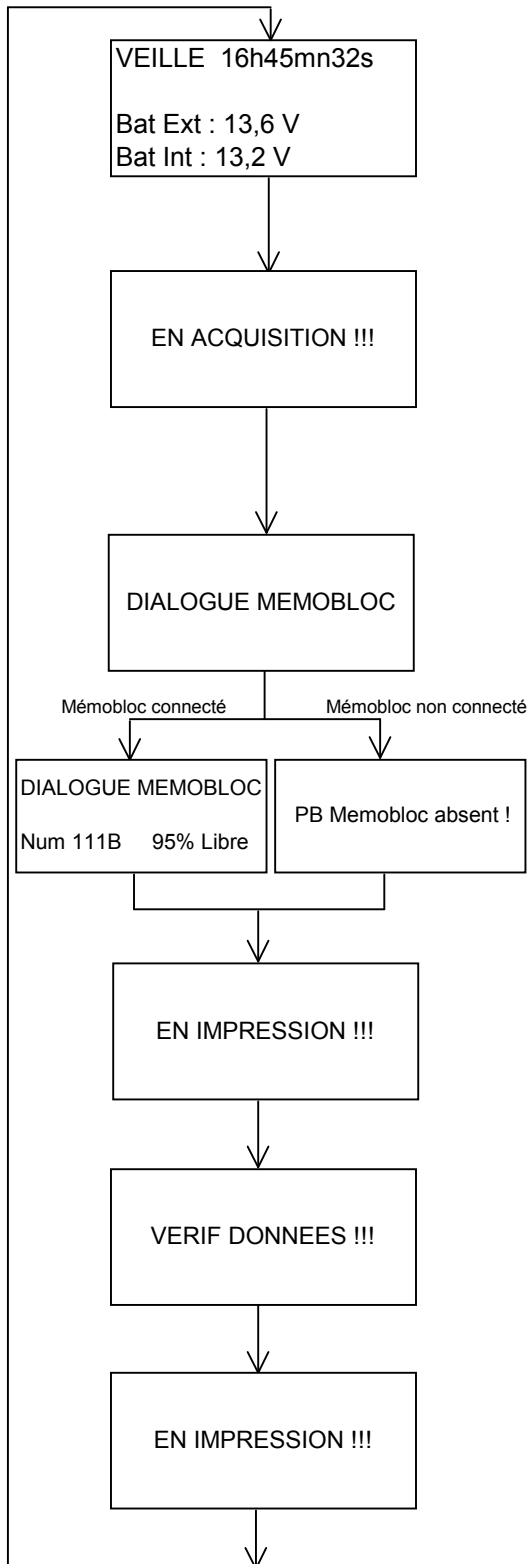 VEILLE 16h45mn32s
Bat Ext : 13,6 V
Bat Int : 13,2 V
EN ACQUISITION !!!
DIALOGUE MEMOBLOC
Mémobloc connecté
Mémobloc non connecté
DIALOGUE MEMOBLOC
Num 111B 95% Libre
PB Memobloc absent !
EN IMPRESSION !!!
VERIF DONNEES !!!
EN IMPRESSION !!!